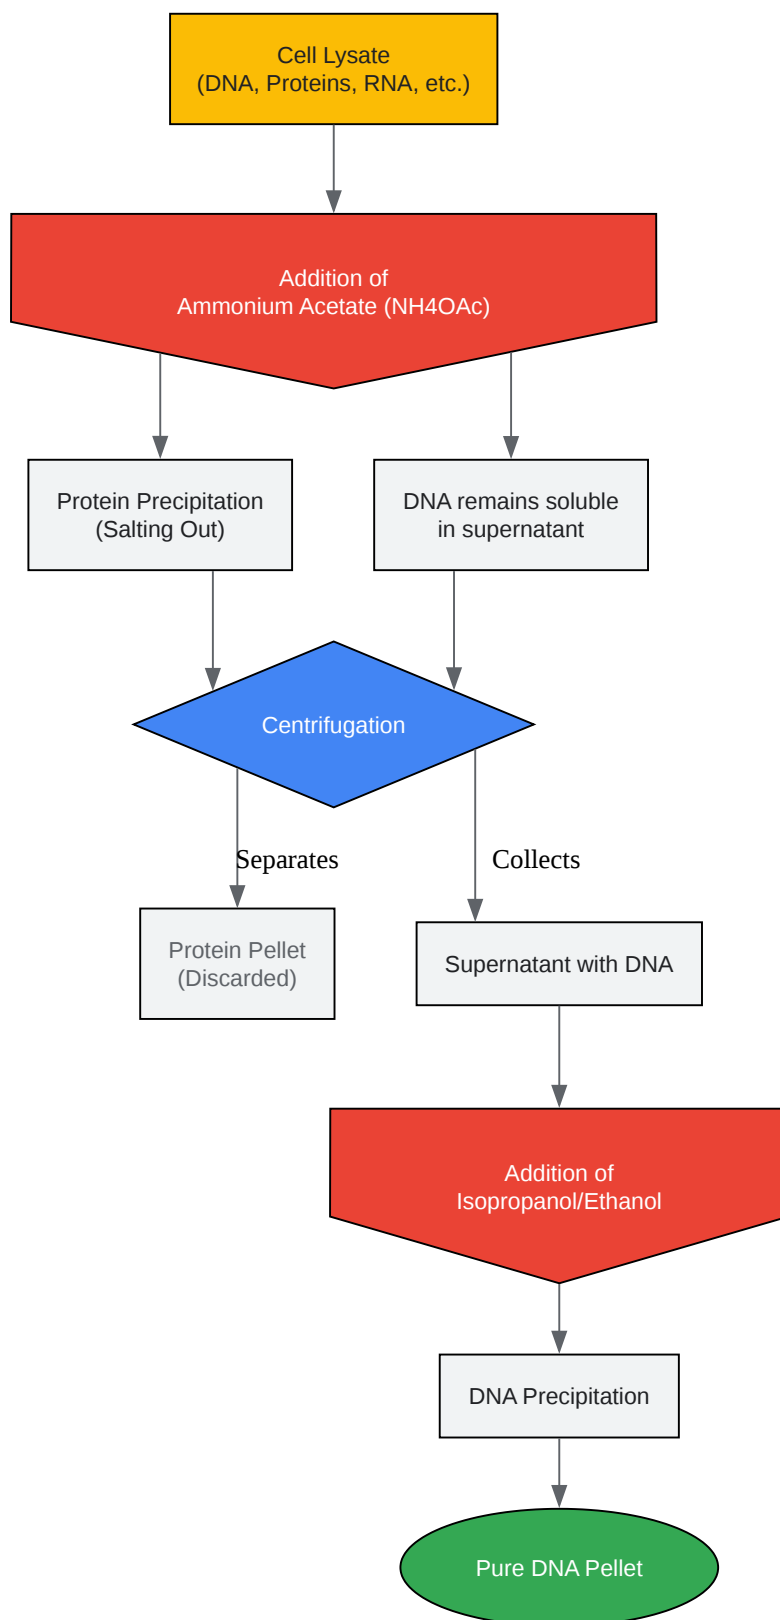 Cell Lysate
(DNA, Proteins, RNA, etc.)
Addition of
Ammonium Acetate (NH4OAc)
Protein Precipitation
(Salting Out)
DNA remains soluble
in supernatant
Centrifugation
Separates
Collects
Protein Pellet
(Discarded)
Supernatant with DNA
Addition of
Isopropanol/Ethanol
DNA Precipitation
Pure DNA Pellet